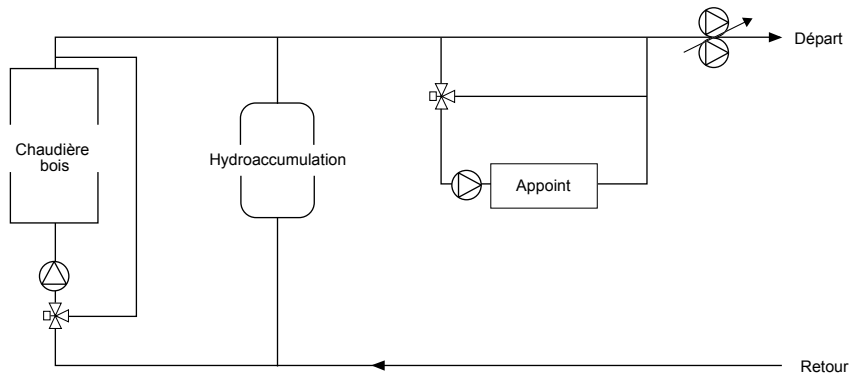 Départ
Chaudière
bois
Hydroaccumulation
Appoint
Retour